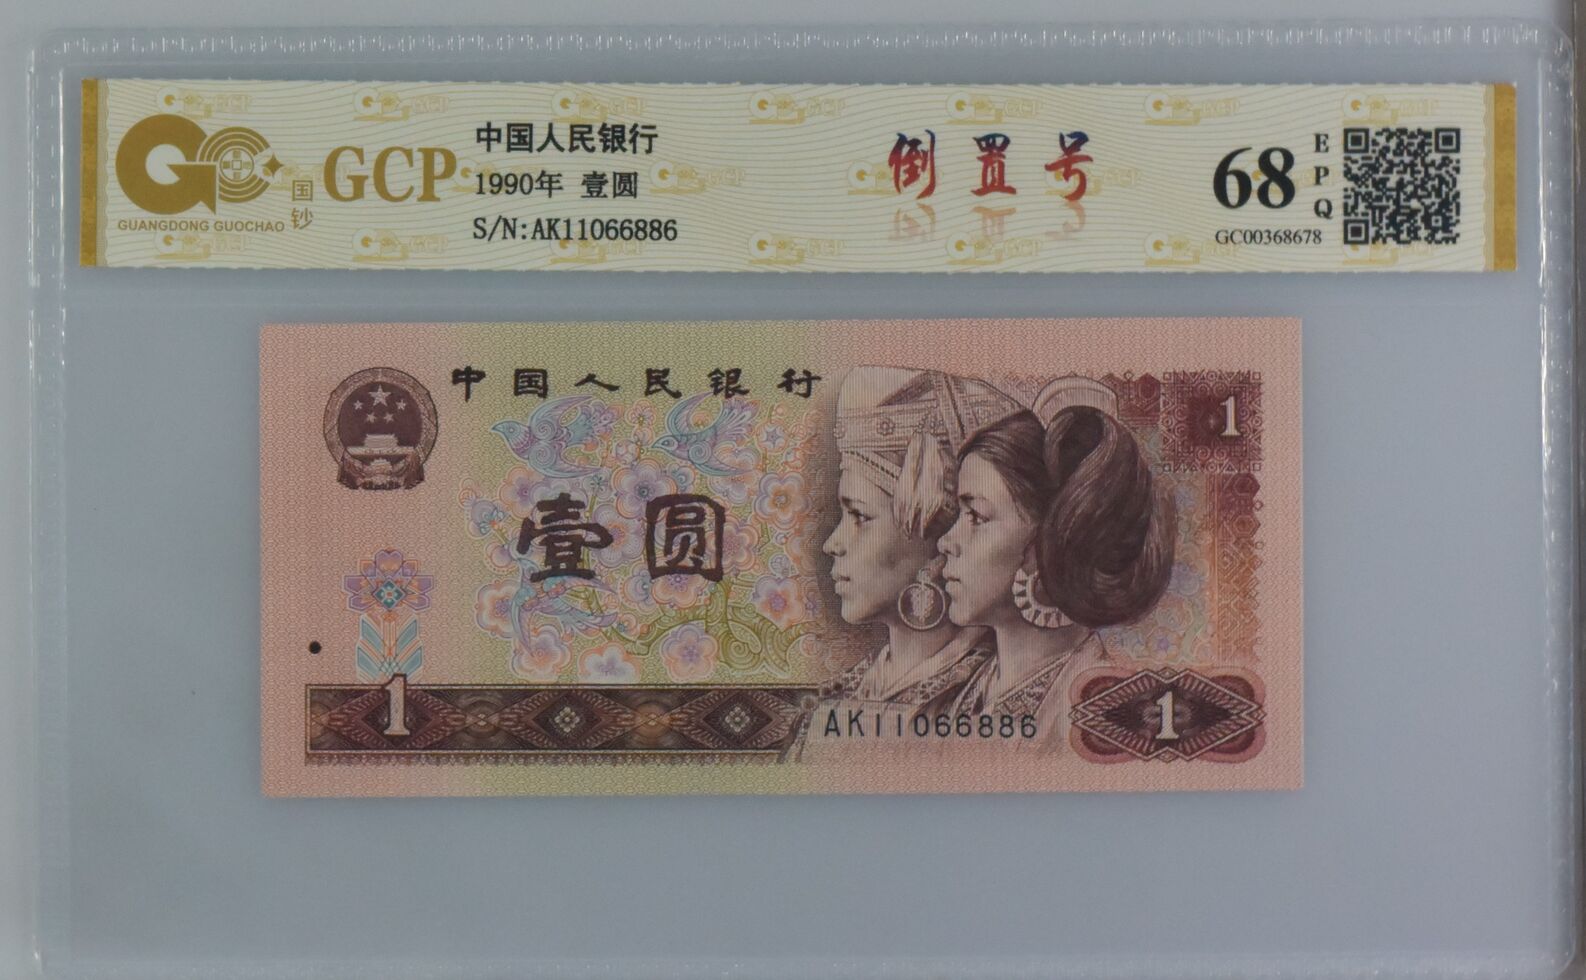 GC
国钞
GUANGDONG GUOCHAO
GCP
中国人民银行
1990年 壹圆
S/N:AK11066886
倒置号
68
EPQ
GC00368678
中国人民银行
1
壹圆
1
AK11066886
1